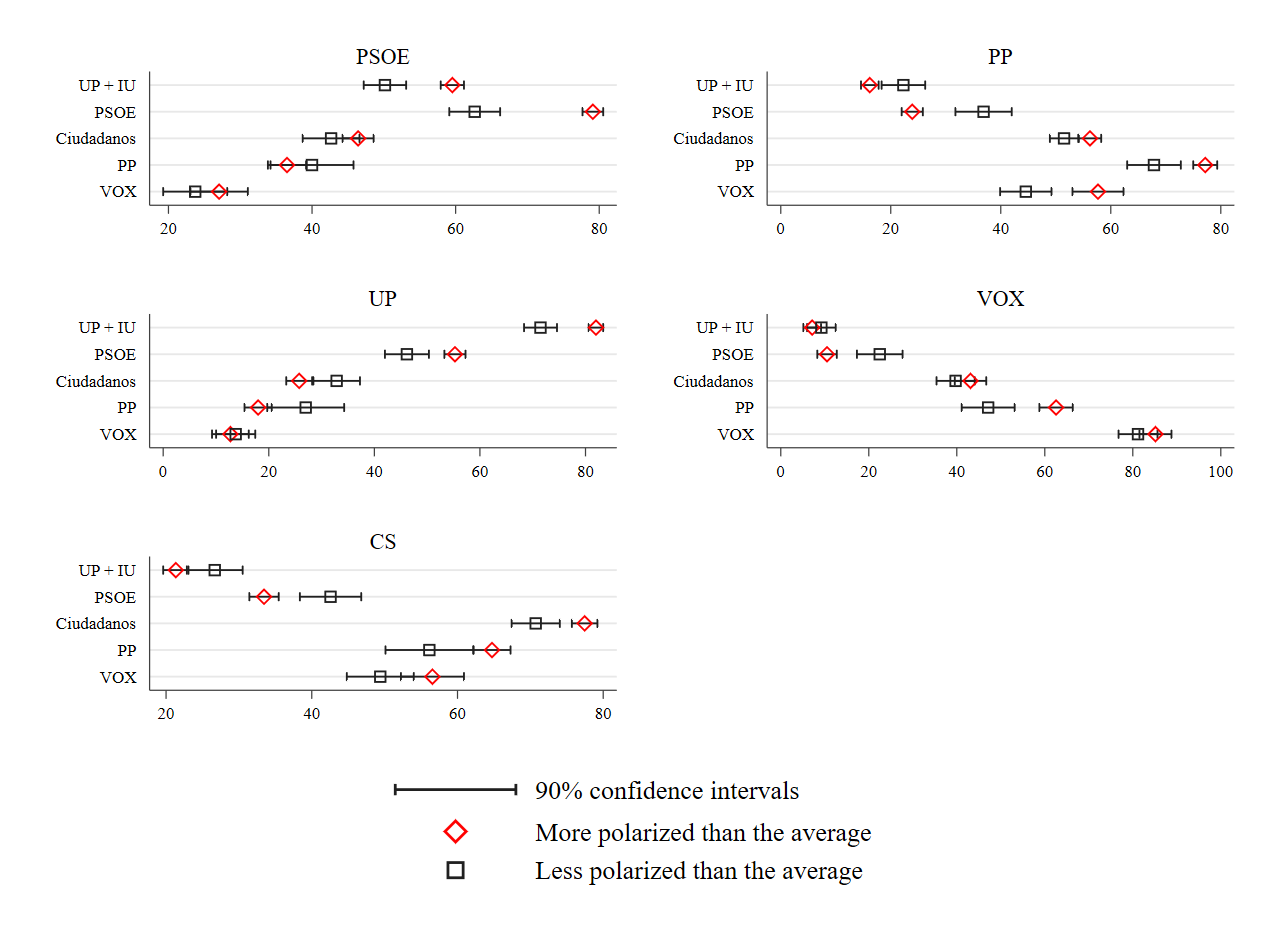 PSOE
UP + IU
PSOE
Ciudadanos
PP
VOX
20 40 60 80
PP
UP + IU
PSOE
Ciudadanos
PP
VOX
0 20 40 60 80
UP
UP + IU
PSOE
Ciudadanos
PP
VOX
0 20 40 60 80
VOX
UP + IU
PSOE
Ciudadanos
PP
VOX
0 20 40 60 80 100
CS
UP + IU
PSOE
Ciudadanos
PP
VOX
20 40 60 80
90% confidence intervals
More polarized than the average
Less polarized than the average